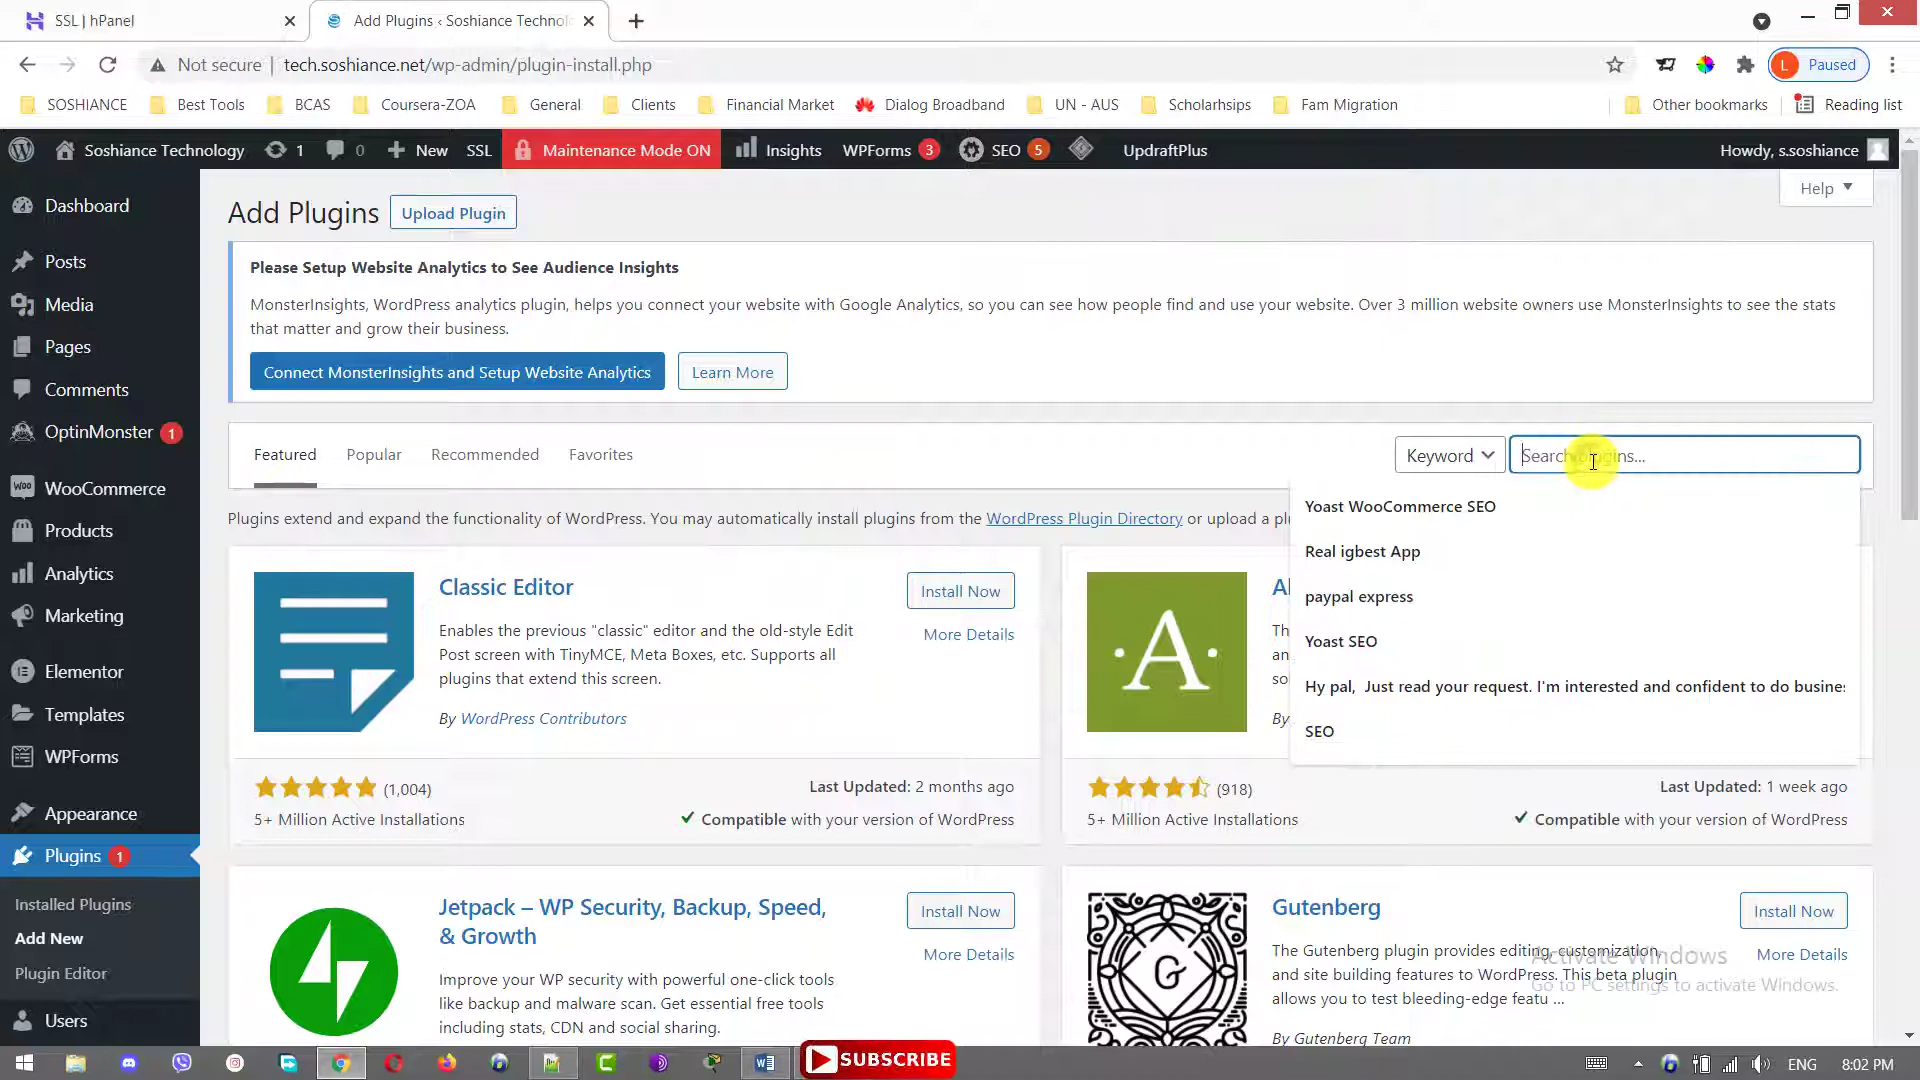 SSL | hPanel
Add Plugins ‹ Soshiance Technolo
Not secure
tech.soshiance.net/wp-admin/plugin-install.php
L Paused
SOSHIANCE
Best Tools
BCAS
Coursera-ZOA
General
Clients
Financial Market
Dialog Broadband
UN - AUS
Scholarhsips
Fam Migration
Other bookmarks
Reading list
Soshiance Technology
1
0
New
SSL
Maintenance Mode ON
Insights
WPForms 3
SEO 5
UpdraftPlus
Howdy, s.soshiance
Dashboard
Posts
Media
Pages
Comments
OptinMonster 1
WooCommerce
Products
Analytics
Marketing
Elementor
Templates
WPForms
Appearance
Plugins 1
Installed Plugins
Add New
Plugin Editor
Users
Add Plugins
Upload Plugin
Help
Please Setup Website Analytics to See Audience Insights
MonsterInsights, WordPress analytics plugin, helps you connect your website with Google Analytics, so you can see how people find and use your website. Over 3 million website owners use MonsterInsights to see the stats
that matter and grow their business.
Connect MonsterInsights and Setup Website Analytics
Learn More
Featured
Popular
Recommended
Favorites
Keyword
Search plugins...
Yoast WooCommerce SEO
Real igbest App
paypal express
Yoast SEO
Hy pal, Just read your request. I'm interested and confident to do busine
SEO
Plugins extend and expand the functionality of WordPress. You may automatically install plugins from the WordPress Plugin Directory or upload a pl
Classic Editor
Install Now
More Details
Enables the previous "classic" editor and the old-style Edit
Post screen with TinyMCE, Meta Boxes, etc. Supports all
plugins that extend this screen.
By WordPress Contributors
(1,004)
Last Updated: 2 months ago
5+ Million Active Installations
Compatible with your version of WordPress
A
By
(918)
Last Updated: 1 week ago
5+ Million Active Installations
Compatible with your version of WordPress
Jetpack – WP Security, Backup, Speed,
& Growth
Install Now
More Details
Improve your WP security with powerful one-click tools
like backup and malware scan. Get essential free tools
including stats, CDN and social sharing.
G
Gutenberg
Install Now
More Details
The Gutenberg plugin provides editing, customization,
and site building features to WordPress. This beta plugin
allows you to test bleeding-edge featu ...
By Gutenberg Team
Activate Windows
Go to PC settings to activate Windows.
SUBSCRIBE
ENG
8:02 PM